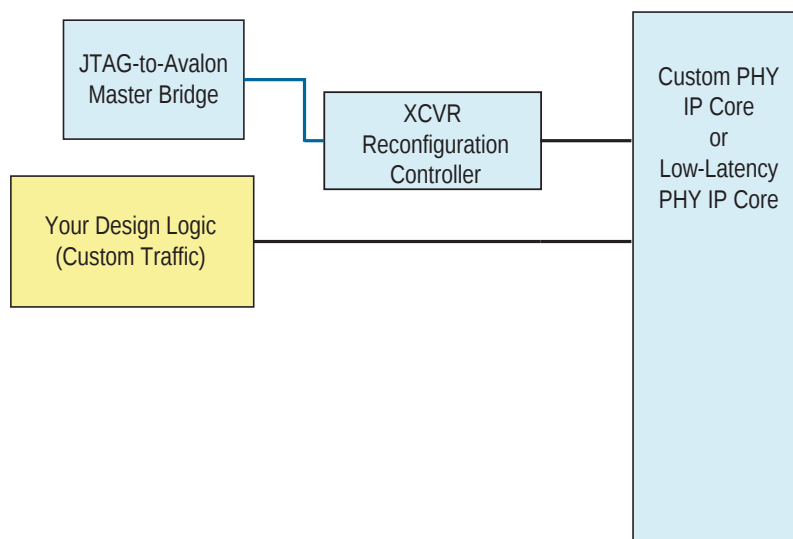 JTAG-to-Avalon
Master Bridge
XCVR
Reconfiguration
Controller
Custom PHY
IP Core
or
Low-Latency
PHY IP Core
Your Design Logic
(Custom Traffic)